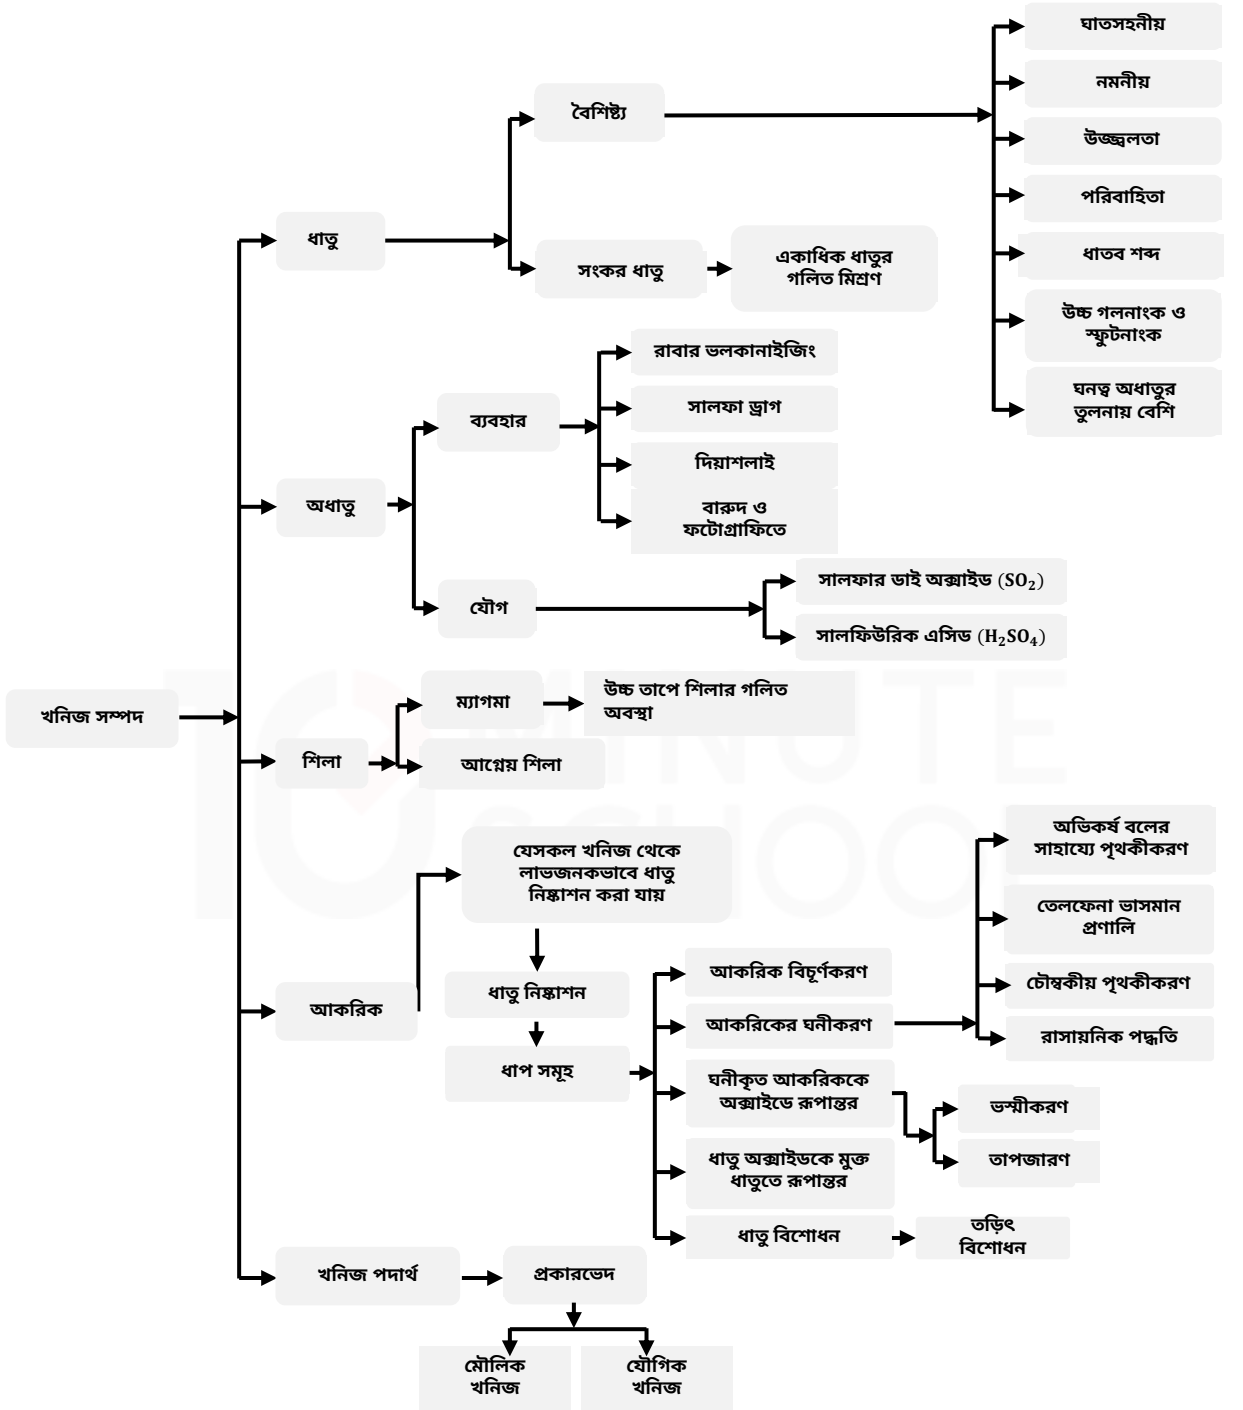 ঘাতসহনীয়
নমনীয়
বৈশিষ্ট্য
উজ্জ্বলতা
পরিবাহিতা
ধাতু
ধাতব শব্দ
সংকর ধাতু
একাধিক ধাতুর
গলিত মিশ্রণ
উচ্চ গলনাংক ও
স্ফুটনাংক
রাবার ভলকানাইজিং
ঘনত্ব অধাতুর
তুলনায় বেশি
ব্যবহার
সালফা ড্রাগ
দিয়াশলাই
অধাতু
বারুদ ও
ফটোগ্রাফিতে
যৌগ
সালফার ডাই অক্সাইড (SO₂)
সালফিউরিক এসিড (H₂SO₄)
খনিজ সম্পদ
ম্যাগমা
উচ্চ তাপে শিলার গলিত
অবস্থা
শিলা
আগ্নেয় শিলা
10 MINUTE
SCHOOL
যেসকল খনিজ থেকে
লাভজনকভাবে ধাতু
নিষ্কাশন করা যায়
অভিকর্ষ বলের
সাহায্যে পৃথকীকরণ
তেলফেনা ভাসমান
প্রণালি
আকরিক
ধাতু নিষ্কাশন
আকরিক বিচূর্ণকরণ
চৌম্বকীয় পৃথকীকরণ
আকরিকের ঘনীকরণ
রাসায়নিক পদ্ধতি
ধাপ সমূহ
ঘনীকৃত আকরিককে
অক্সাইডে রূপান্তর
ভস্মীকরণ
তাপজারণ
ধাতু অক্সাইডকে মুক্ত
ধাতুতে রূপান্তর
ধাতু বিশোধন
তড়িৎ
বিশোধন
খনিজ পদার্থ
প্রকারভেদ
মৌলিক
খনিজ
যৌগিক
খনিজ